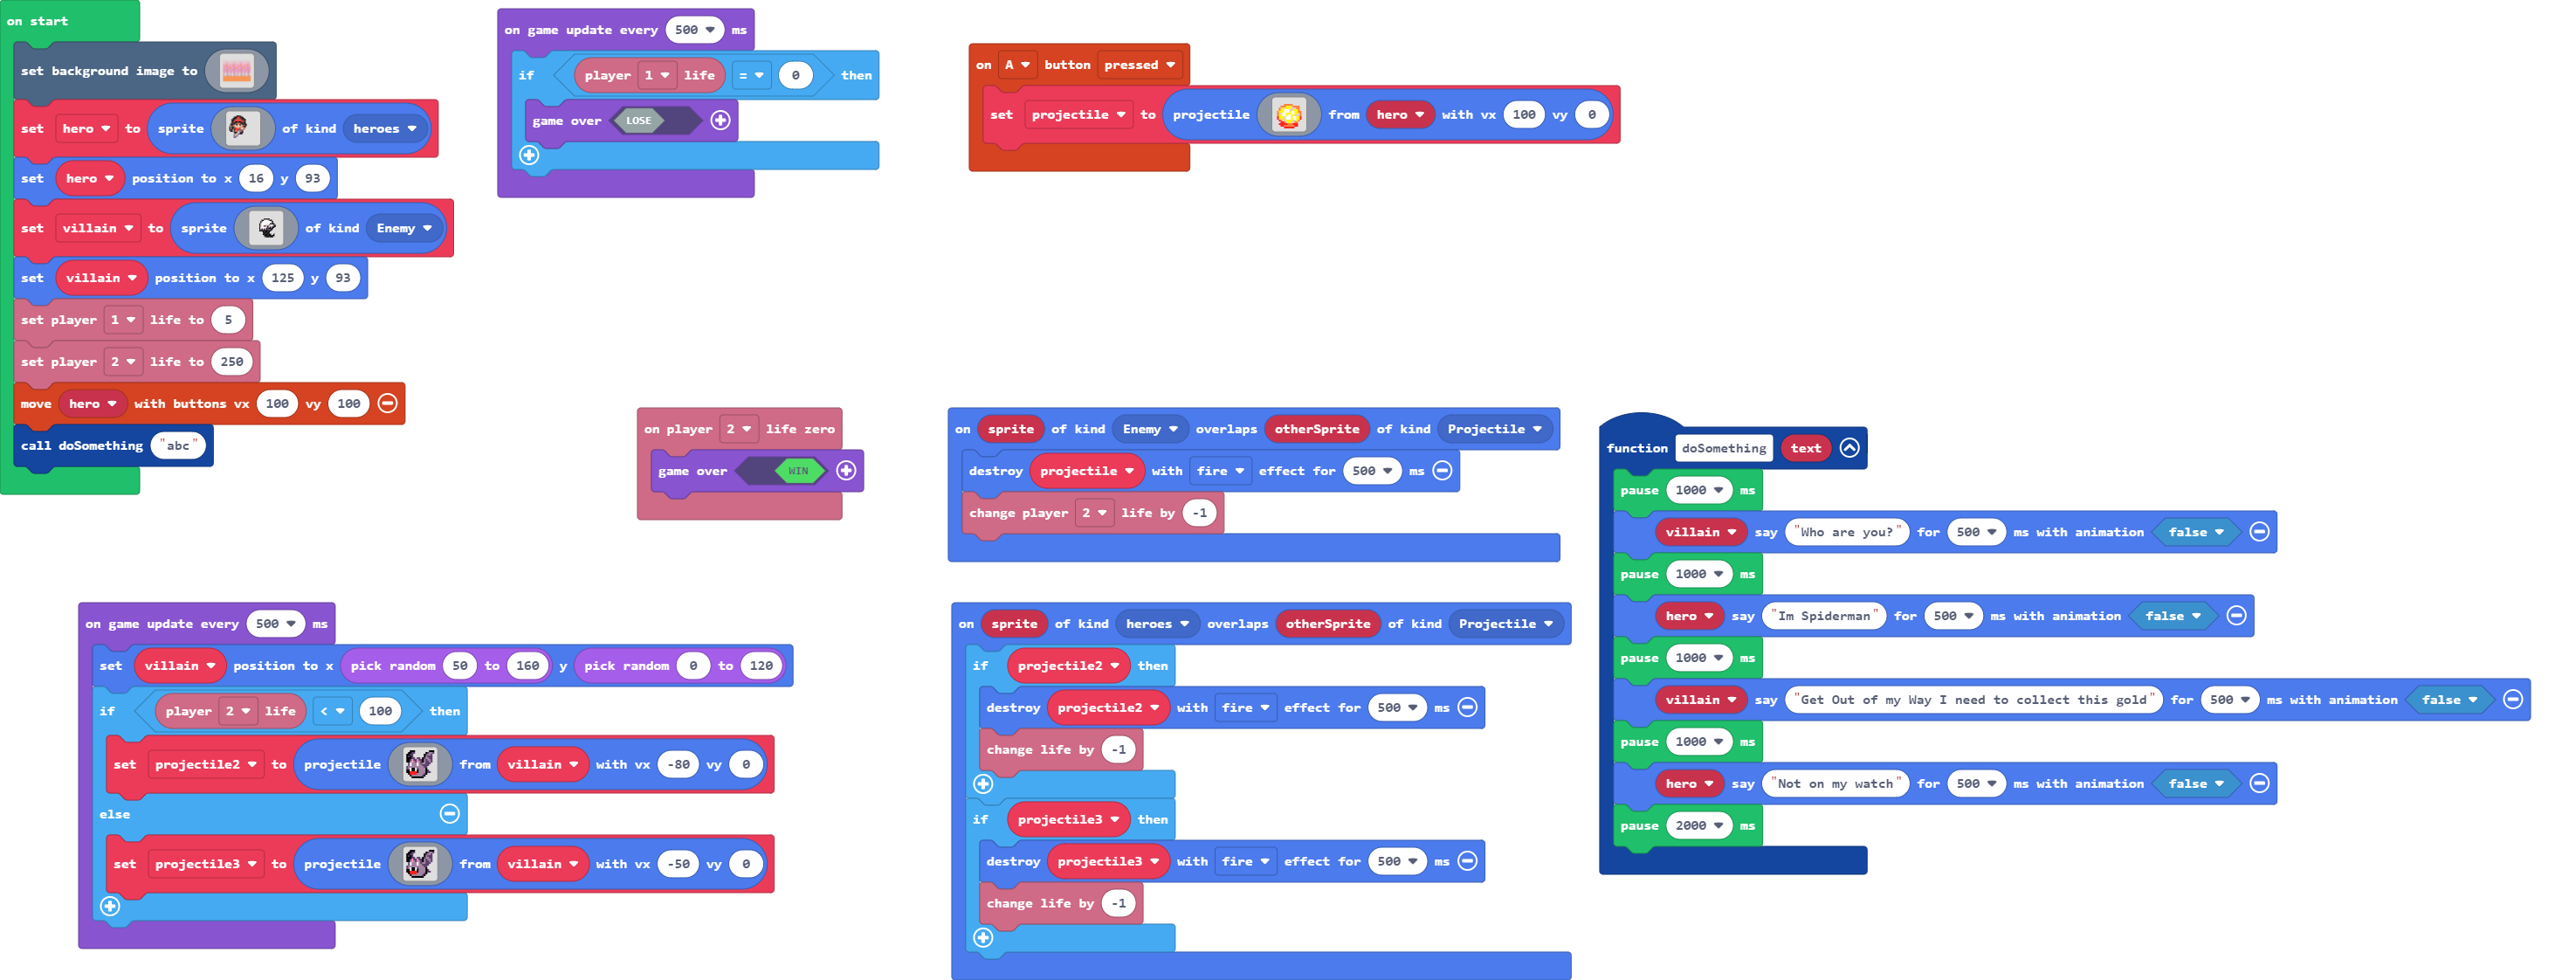 on start
set background image to
set hero to sprite of kind heroes
set hero position to x 16 y 93
set villain to sprite of kind Enemy
set villain position to x 125 y 93
set player 1 life to 5
set player 2 life to 250
move hero with buttons vx 100 vy 100
call doSomething "abc"
on game update every 500 ms
if player 1 life = 0 then
game over LOSE
on A button pressed
set projectile to projectile from hero with vx 100 vy 0
on player 2 life zero
game over WIN
on sprite of kind Enemy overlaps otherSprite of kind Projectile
destroy projectile with fire effect for 500 ms
change player 2 life by -1
function doSomething text
pause 1000 ms
villain say "Who are you?" for 500 ms with animation false
pause 1000 ms
hero say "Im Spiderman" for 500 ms with animation false
pause 1000 ms
villain say "Get Out of my Way I need to collect this gold" for 500 ms with animation false
pause 1000 ms
hero say "Not on my watch" for 500 ms with animation false
pause 2000 ms
on game update every 500 ms
set villain position to x pick random 50 to 160 y pick random 0 to 120
if player 2 life < 100 then
set projectile2 to projectile from villain with vx -80 vy 0
else
set projectile3 to projectile from villain with vx -50 vy 0
on sprite of kind heroes overlaps otherSprite of kind Projectile
if projectile2 then
destroy projectile2 with fire effect for 500 ms
change life by -1
if projectile3 then
destroy projectile3 with fire effect for 500 ms
change life by -1